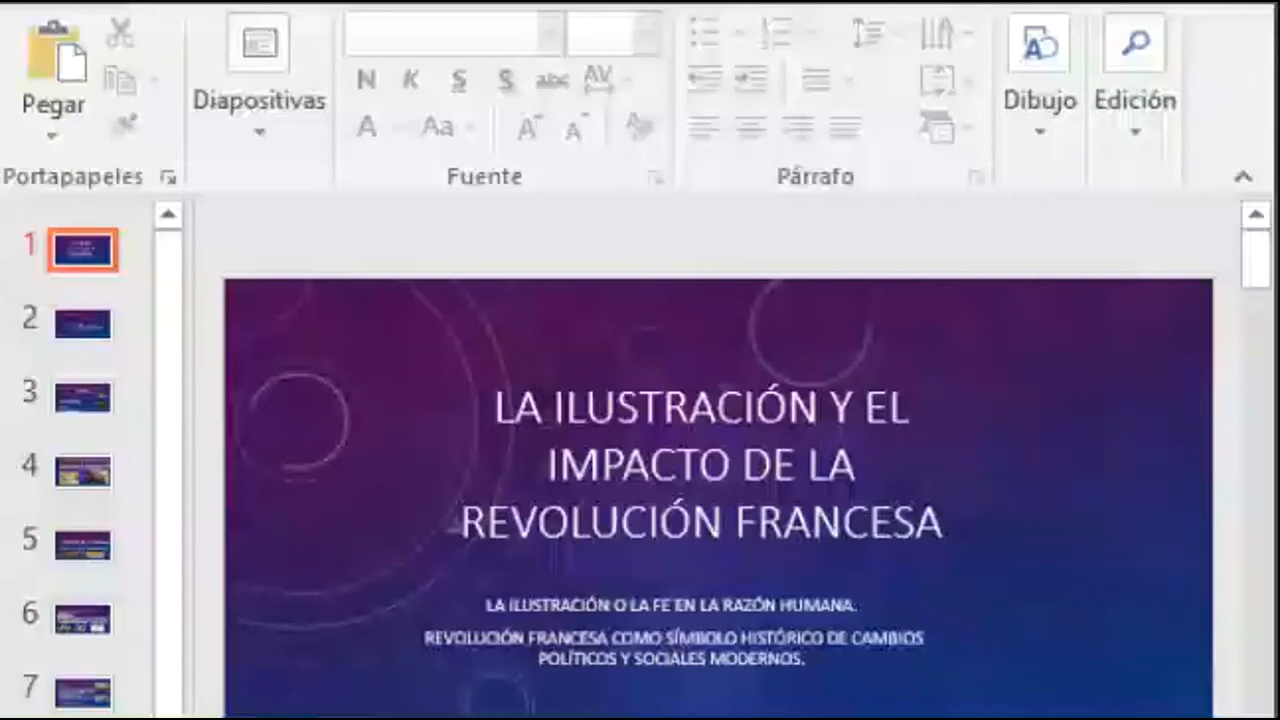 Pegar
Diapositivas
N K S S abc AV
A Aa A A A
Dibujo
Edición
Portapapeles
Fuente
Párrafo
1
2
3
4
5
6
7
LA ILUSTRACIÓN Y EL
IMPACTO DE LA
REVOLUCIÓN FRANCESA
LA ILUSTRACIÓN O LA FE EN LA RAZÓN HUMANA.
REVOLUCIÓN FRANCESA COMO SÍMBOLO HISTÓRICO DE CAMBIOS
POLÍTICOS Y SOCIALES MODERNOS.